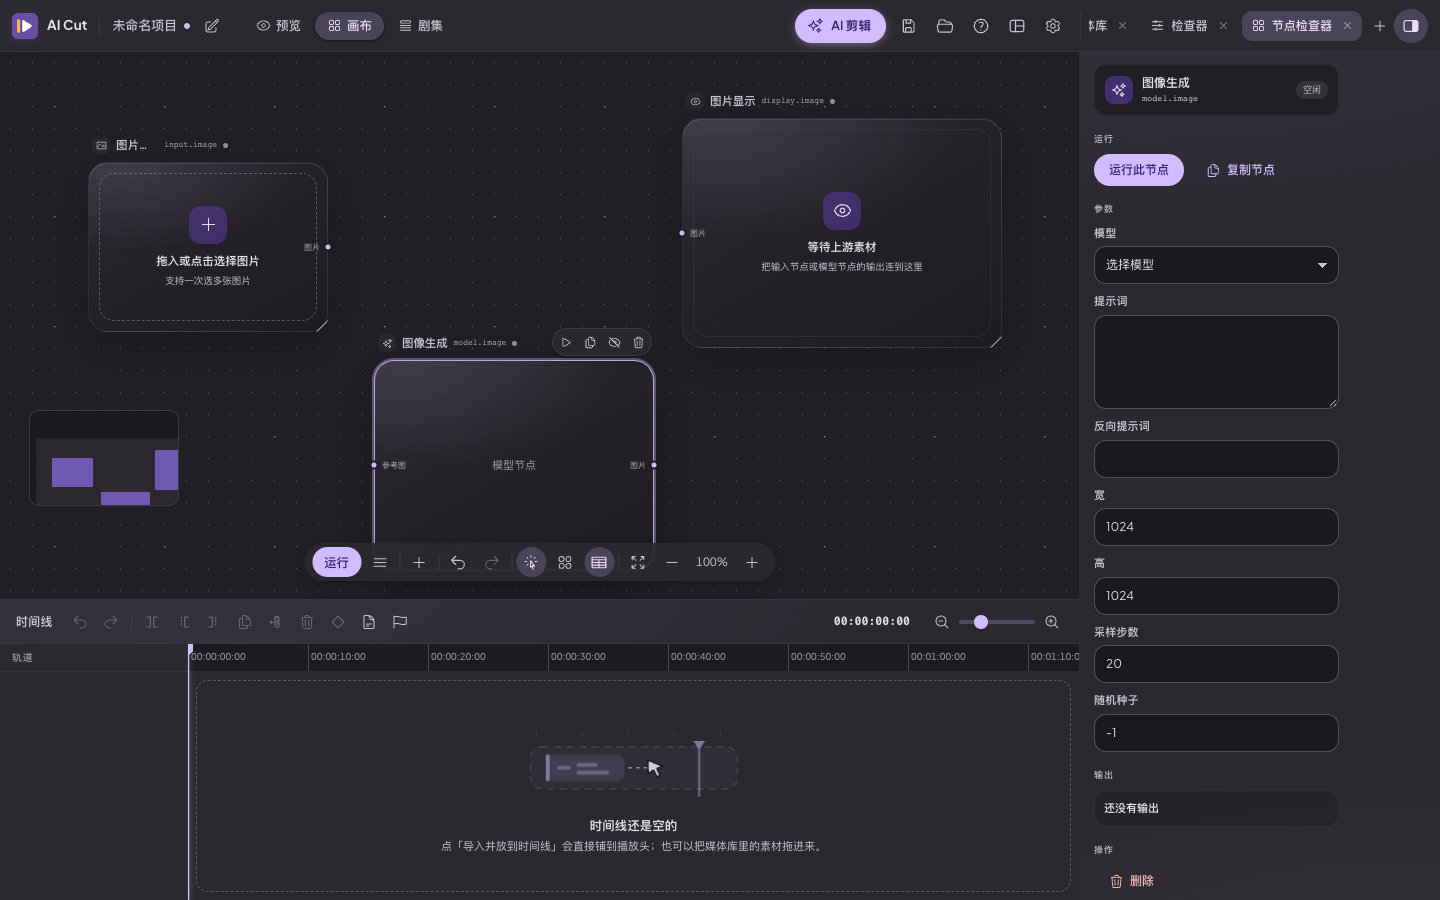 AI Cut
未命名项目
预览
画布
剧集
AI 剪辑
体库
检查器
节点检查器
图片...
input.image
拖入或点击选择图片
支持一次选多张图片
图片
图片显示
display.image
图片
等待上游素材
把输入节点或模型节点的输出连到这里
图像生成
model.image
参考图
模型节点
图片
运行
100%
图像生成
model.image
空闲
运行
运行此节点
复制节点
参数
模型
选择模型
提示词
反向提示词
宽
1024
高
1024
采样步数
20
随机种子
-1
输出
还没有输出
操作
删除
时间线
00:00:00:00
轨道
00:00:00:00
00:00:10:00
00:00:20:00
00:00:30:00
00:00:40:00
00:00:50:00
00:01:00:00
00:01:10:0
时间线还是空的
点「导入并放到时间线」会直接铺到播放头；也可以把媒体库里的素材拖进来。